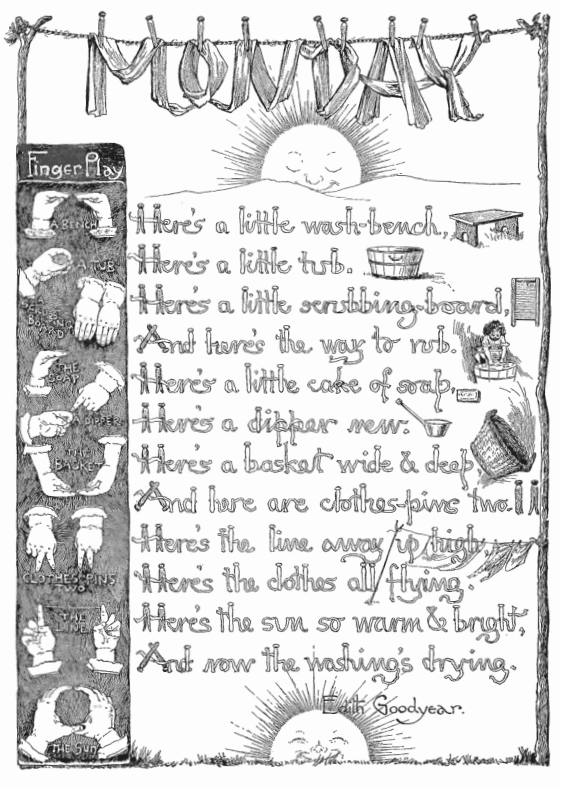 MONDAY
Finger Play
A BENCH
A TUB
SCRUBBING
BOARD
THE
SOAP
A DIPPER
THE
BASKET
CLOTHES-PINS
TWO
THE
LINE
THE SUN
Here's a little wash-bench,
Here's a little tub.
Here's a little scrubbing-board,
And here's the way to rub.
Here's a little cake of soap,
Here's a dipper new.
Here's a basket wide & deep
And here are clothes-pins two.
Here's the line away up high
Here's the clothes all flying.
Here's the sun so warm & bright,
And now the washing's drying.
Edith Goodyear.